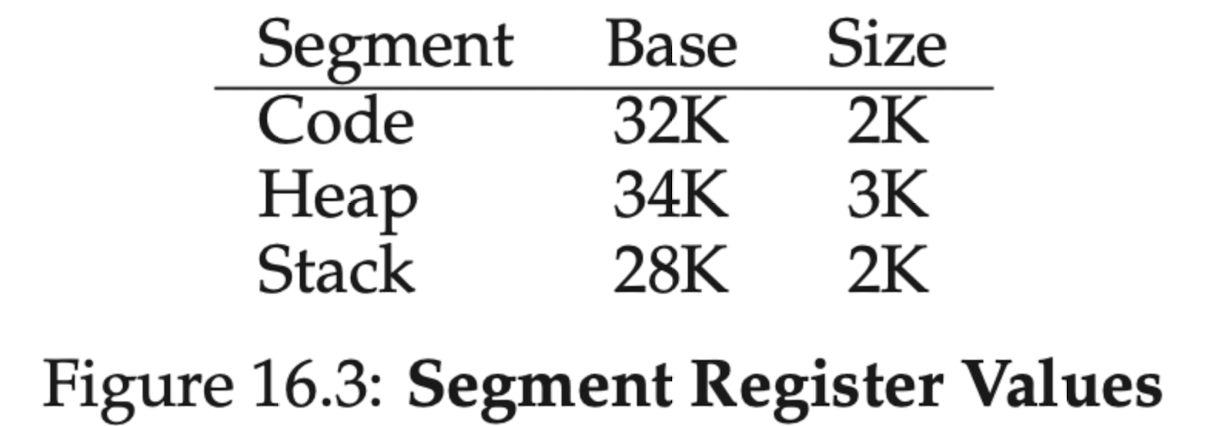 Segment Base Size
Code 32K 2K
Heap 34K 3K
Stack 28K 2K
Figure 16.3: Segment Register Values